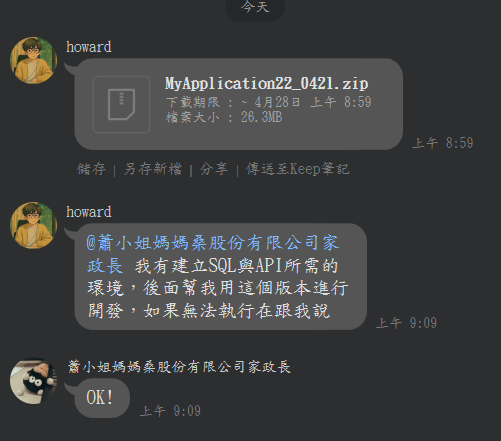 今天
howard
MyApplication22_0421.zip
下載期限 : ~ 4月28日 上午 8:59
檔案大小 : 26.3MB
上午 8:59
儲存 | 另存新檔 | 分享 | 傳送至Keep筆記
howard
@蕭小姐媽媽桑股份有限公司家
政長 我有建立SQL與API所需的
環境，後面幫我用這個版本進行
開發，如果無法執行在跟我說
上午 9:09
蕭小姐媽媽桑股份有限公司家政長
OK!
上午 9:09